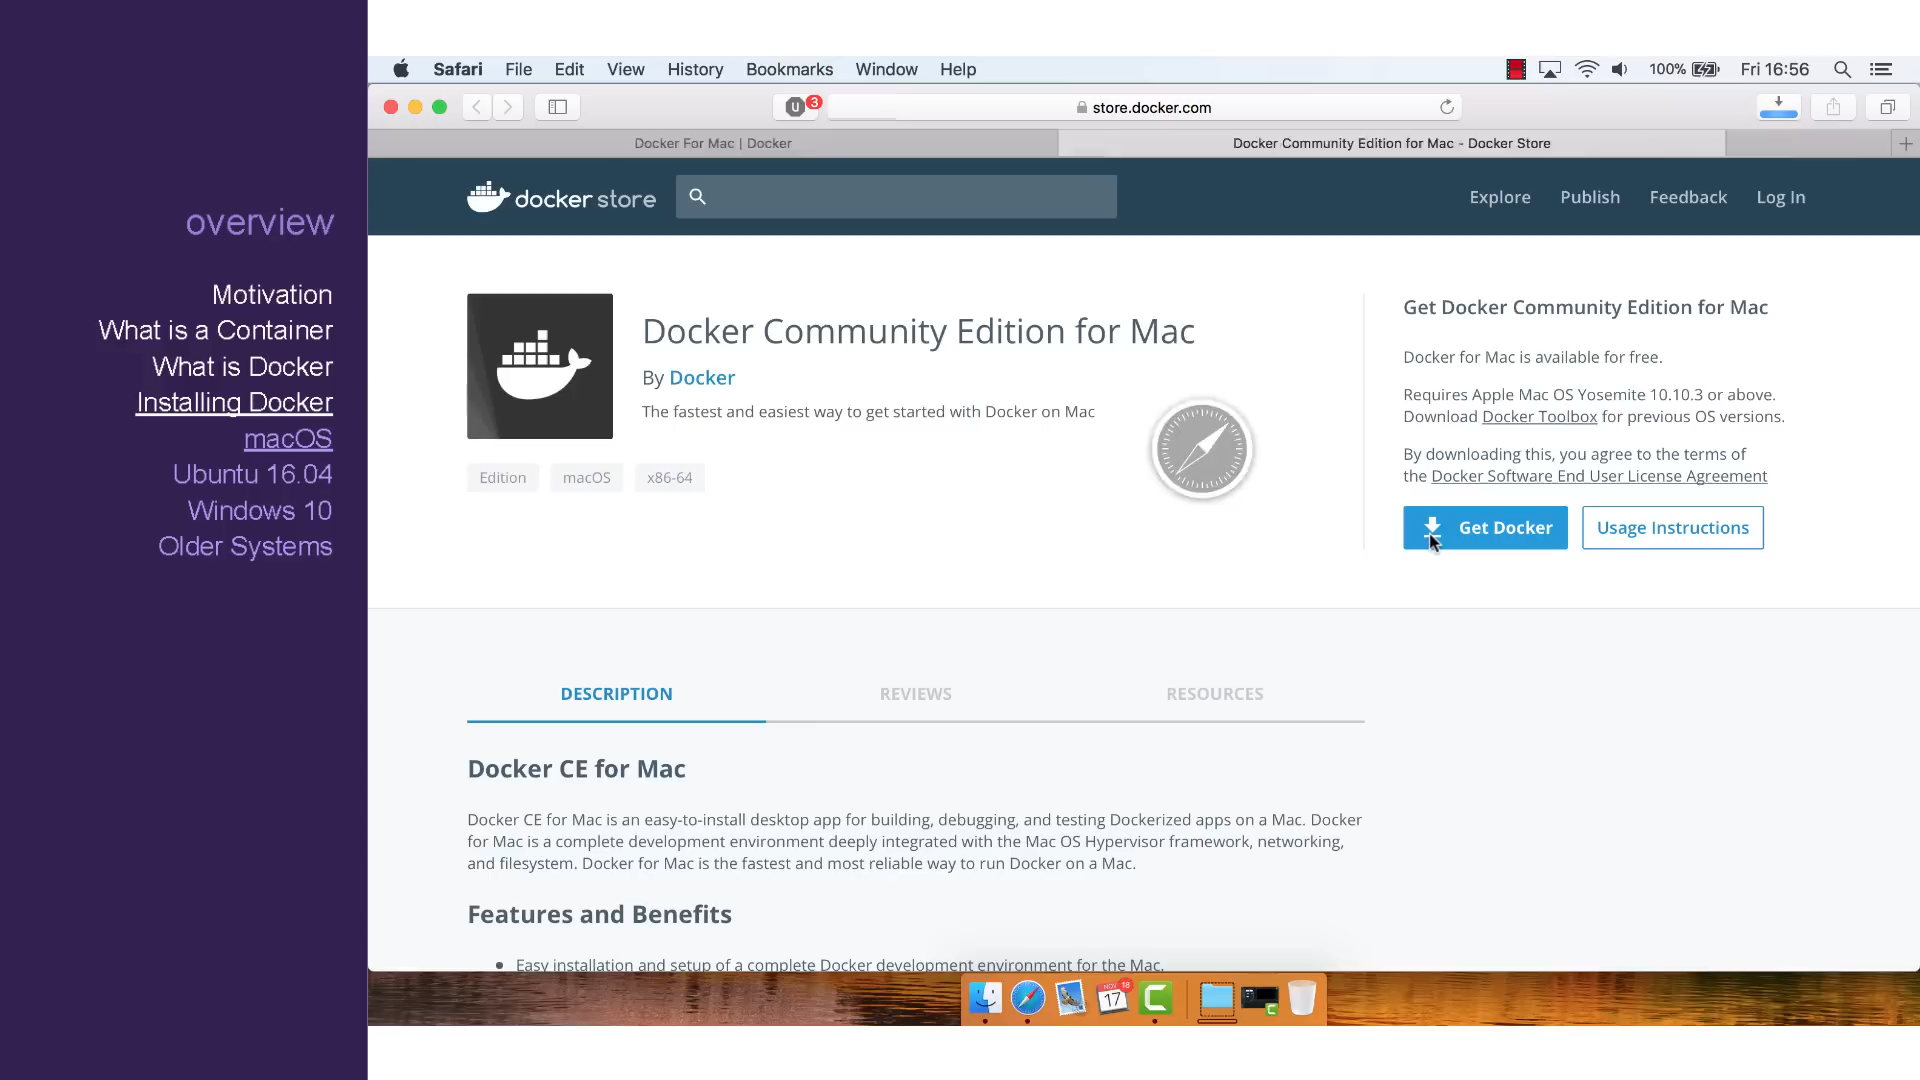 overview
Motivation
What is a Container
What is Docker
Installing Docker
macOS
Ubuntu 16.04
Windows 10
Older Systems
Safari File Edit View History Bookmarks Window Help
100% Fri 16:56
U 3
store.docker.com
Docker For Mac | Docker
Docker Community Edition for Mac - Docker Store
docker store
Explore Publish Feedback Log In
Docker Community Edition for Mac
By Docker
The fastest and easiest way to get started with Docker on Mac
Edition macOS x86-64
Get Docker Community Edition for Mac
Docker for Mac is available for free.
Requires Apple Mac OS Yosemite 10.10.3 or above.
Download Docker Toolbox for previous OS versions.
By downloading this, you agree to the terms of
the Docker Software End User License Agreement
Get Docker Usage Instructions
DESCRIPTION REVIEWS RESOURCES
Docker CE for Mac
Docker CE for Mac is an easy-to-install desktop app for building, debugging, and testing Dockerized apps on a Mac. Docker
for Mac is a complete development environment deeply integrated with the Mac OS Hypervisor framework, networking,
and filesystem. Docker for Mac is the fastest and most reliable way to run Docker on a Mac.
Features and Benefits
Easy installation and setup of a complete Docker development environment for the Mac.
NOV 18
17